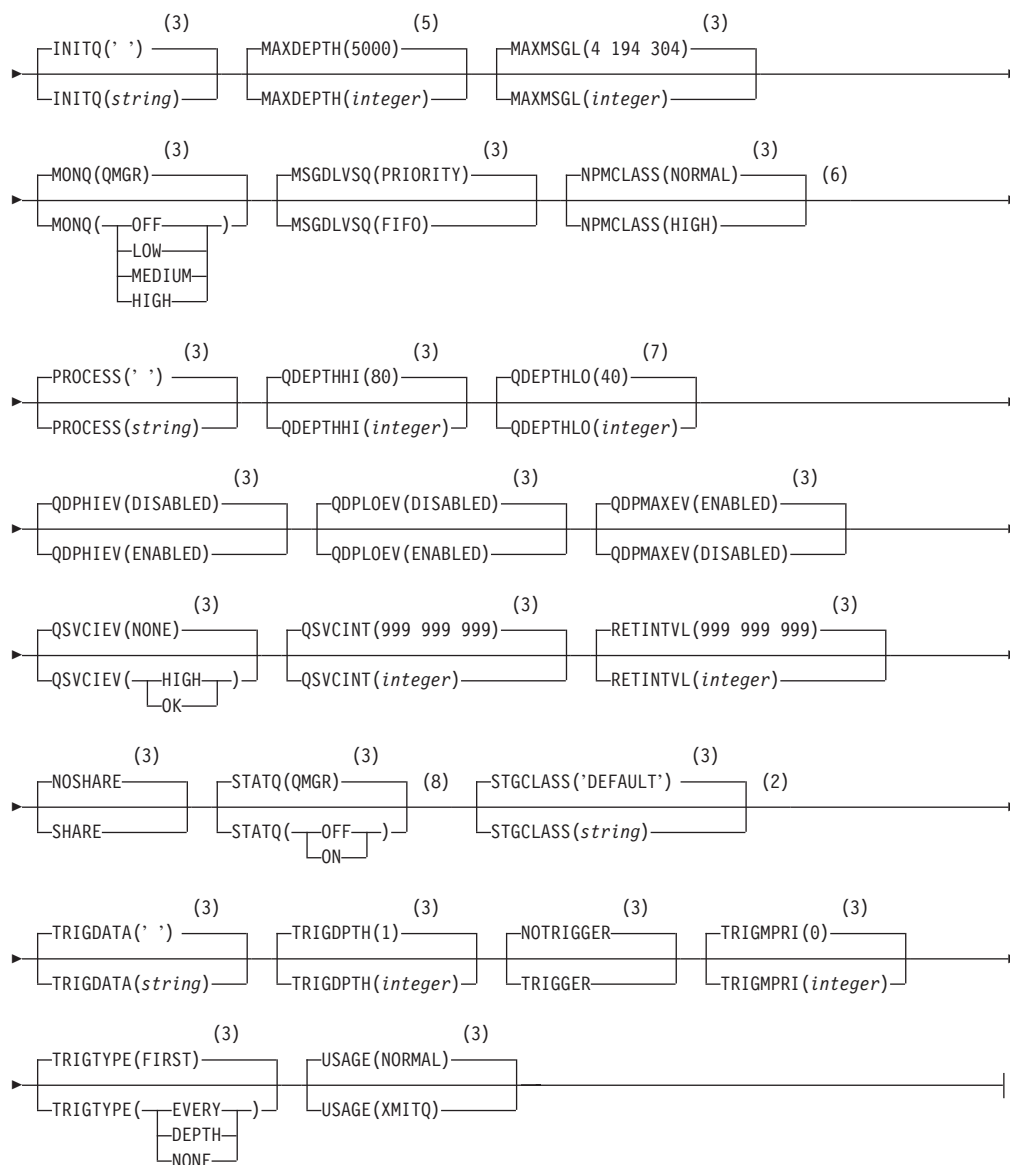 (3) (5) (3)
INITQ(’ ’) MAXDEPTH(5000) MAXMSGL(4 194 304)
INITQ(string) MAXDEPTH(integer) MAXMSGL(integer)
(3) (3) (3)
MONQ(QMGR) MSGDLVSQ(PRIORITY) NPMCLASS(NORMAL) (6)
MONQ( OFF ) MSGDLVSQ(FIFO) NPMCLASS(HIGH)
LOW
MEDIUM
HIGH
(3) (3) (7)
PROCESS(’ ’) QDEPTHHI(80) QDEPTHLO(40)
PROCESS(string) QDEPTHHI(integer) QDEPTHLO(integer)
(3) (3) (3)
QDPHIEV(DISABLED) QDPLOEV(DISABLED) QDPMAXEV(ENABLED)
QDPHIEV(ENABLED) QDPLOEV(ENABLED) QDPMAXEV(DISABLED)
(3) (3) (3)
QSVCIEV(NONE) QSVCINT(999 999 999) RETINTVL(999 999 999)
QSVCIEV( HIGH ) QSVCINT(integer) RETINTVL(integer)
OK
(3) (3) (3)
NOSHARE STATQ(QMGR) (8) STGCLASS(’DEFAULT’) (2)
SHARE STATQ( OFF ) STGCLASS(string)
ON
(3) (3) (3) (3)
TRIGDATA(’ ’) TRIGDPTH(1) NOTRIGGER TRIGMPRI(0)
TRIGDATA(string) TRIGDPTH(integer) TRIGGER TRIGMPRI(integer)
(3) (3)
TRIGTYPE(FIRST) USAGE(NORMAL)
TRIGTYPE( EVERY ) USAGE(XMITQ)
DEPTH
NONE